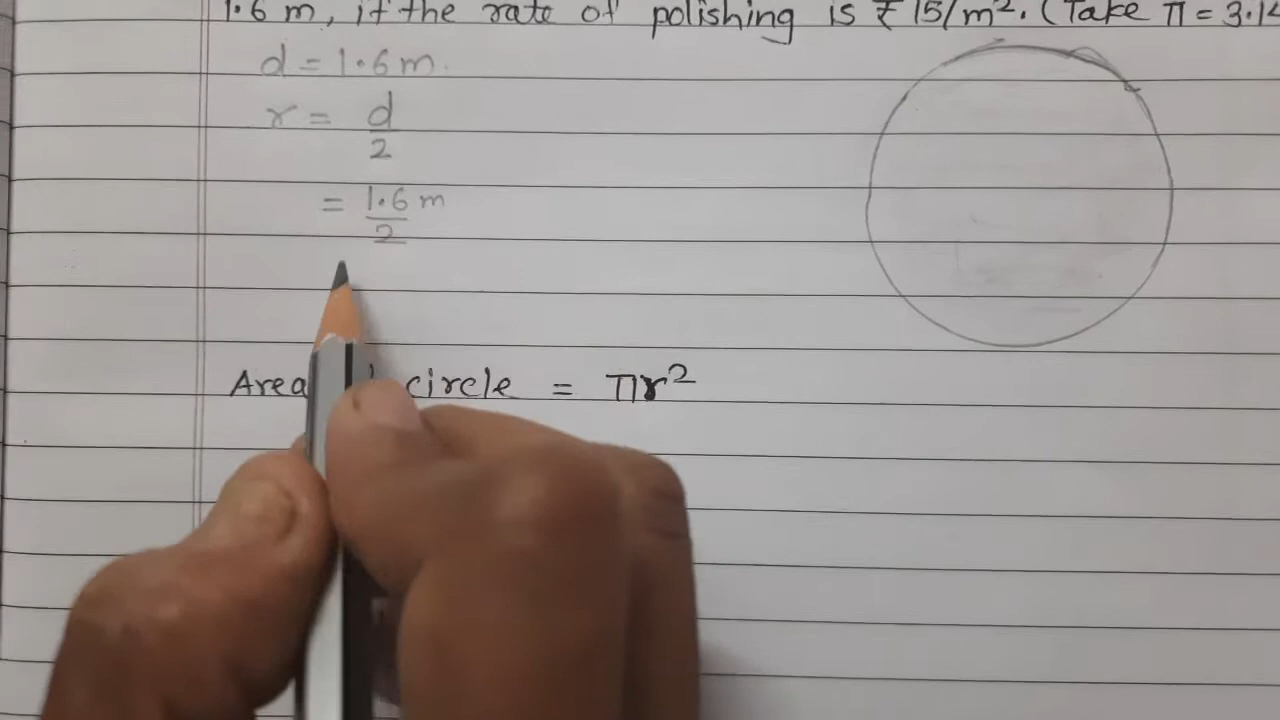 1.6 m, if the rate of polishing is ₹ 15/m². (Take π = 3.14
d = 1.6 m.
r = d/2
= 1.6/2 m
Area circle = πr²